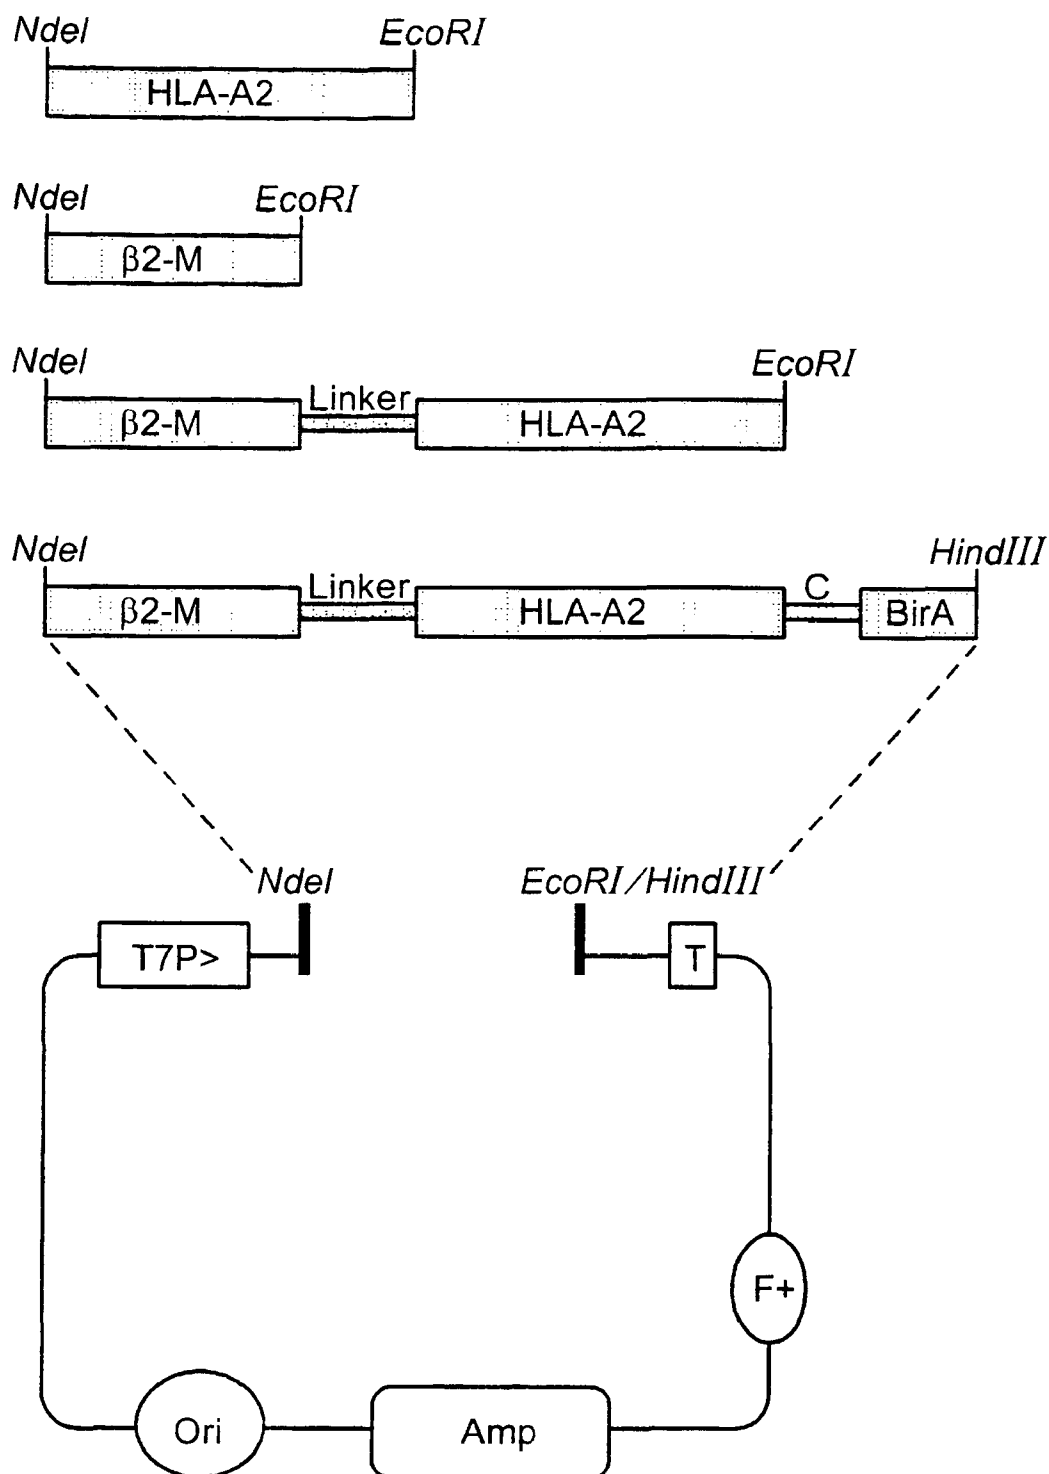 NdeI EcoRI
HLA-A2
NdeI EcoRI
β2-M
NdeI EcoRI
Linker
β2-M HLA-A2
NdeI HindIII
Linker C
β2-M HLA-A2 BirA
NdeI EcoRI/HindIII
T7P> T
F+
Ori Amp